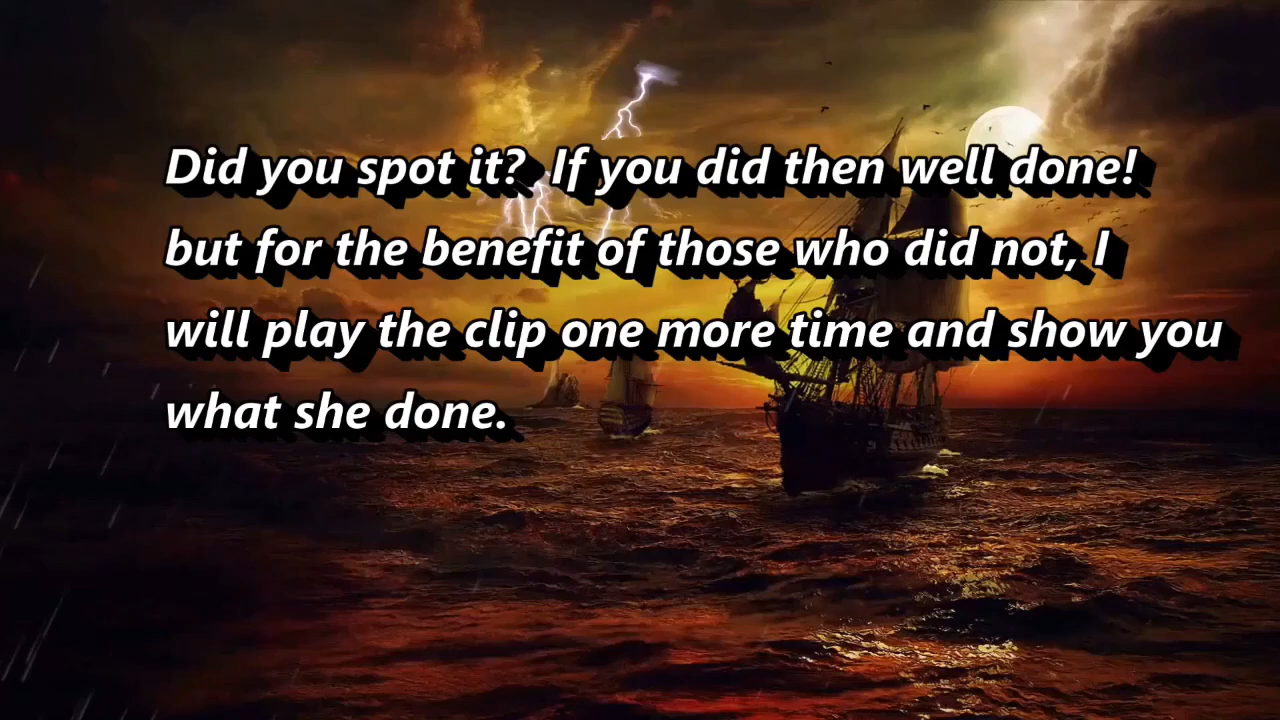 Did you spot it?  If you did then well done!
but for the benefit of those who did not, I
will play the clip one more time and show you
what she done.